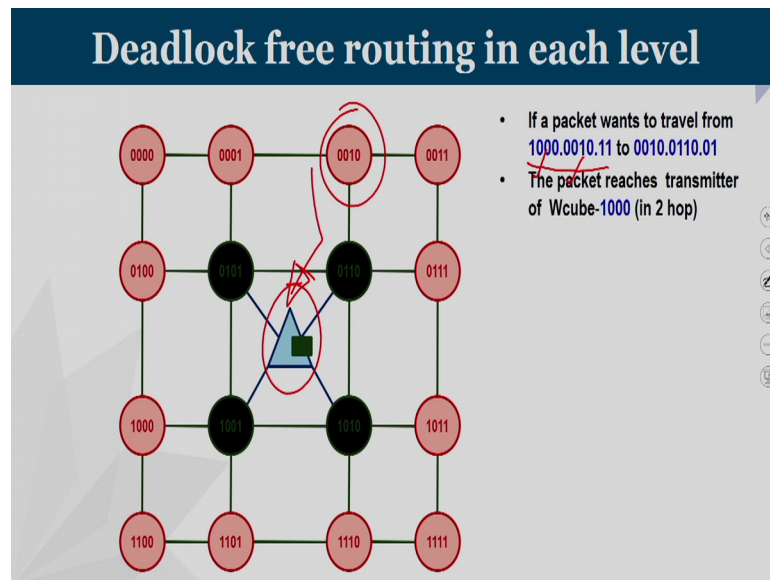 Deadlock free routing in each level
• If a packet wants to travel from
1000.0010.11 to 0010.0110.01
• The packet reaches transmitter
of Wcube-1000 (in 2 hop)
0000 0001 0010 0011
0100 0101 0110 0111
1000 1001 1010 1011
1100 1101 1110 1111